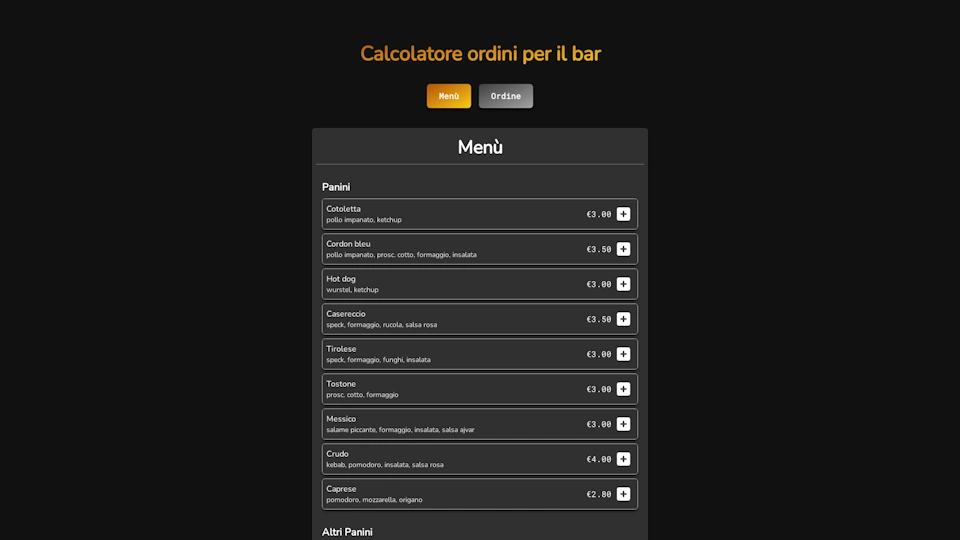 Calcolatore ordini per il bar
Menù Ordine
Menù
Panini
Cotoletta
pollo impanato, ketchup
€3.00 +
Cordon bleu
pollo impanato, prosc. cotto, formaggio, insalata
€3.50 +
Hot dog
wurstel, ketchup
€3.00 +
Casereccio
speck, formaggio, rucola, salsa rosa
€3.50 +
Tirolese
speck, formaggio, funghi, insalata
€3.00 +
Tostone
prosc. cotto, formaggio
€3.00 +
Messico
salame piccante, formaggio, insalata, salsa ajvar
€3.00 +
Crudo
kebab, pomodoro, insalata, salsa rosa
€4.00 +
Caprese
pomodoro, mozzarella, origano
€2.80 +
Altri Panini